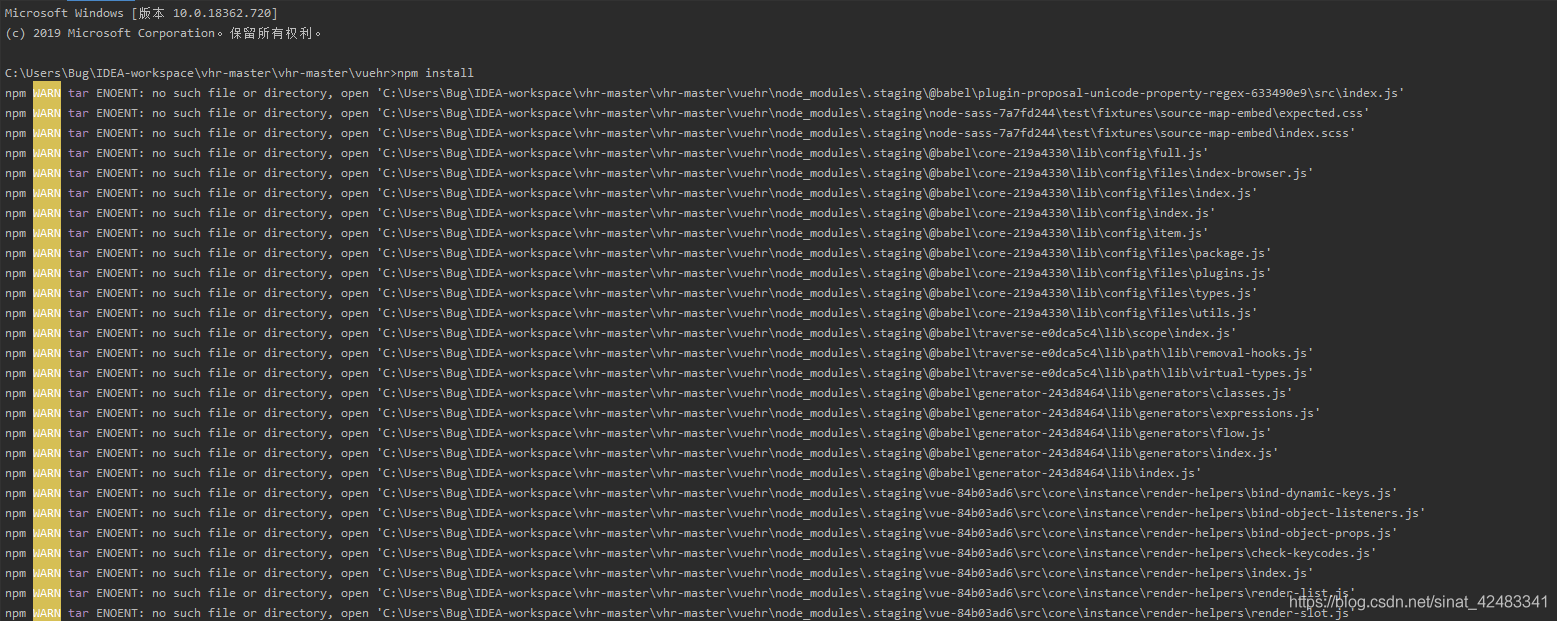 Microsoft Windows [版本 10.0.18362.720]
(c) 2019 Microsoft Corporation。保留所有权利。
C:\Users\Bug\IDEA-workspace\vhr-master\vhr-master\vuehr>npm install
npm WARN tar ENOENT: no such file or directory, open 'C:\Users\Bug\IDEA-workspace\vhr-master\vhr-master\vuehr\node_modules\.staging\@babel\plugin-proposal-unicode-property-regex-633490e9\src\index.js'
npm WARN tar ENOENT: no such file or directory, open 'C:\Users\Bug\IDEA-workspace\vhr-master\vhr-master\vuehr\node_modules\.staging\node-sass-7a7fd244\test\fixtures\source-map-embed\expected.css'
npm WARN tar ENOENT: no such file or directory, open 'C:\Users\Bug\IDEA-workspace\vhr-master\vhr-master\vuehr\node_modules\.staging\node-sass-7a7fd244\test\fixtures\source-map-embed\index.scss'
npm WARN tar ENOENT: no such file or directory, open 'C:\Users\Bug\IDEA-workspace\vhr-master\vhr-master\vuehr\node_modules\.staging\@babel\core-219a4330\lib\config\full.js'
npm WARN tar ENOENT: no such file or directory, open 'C:\Users\Bug\IDEA-workspace\vhr-master\vhr-master\vuehr\node_modules\.staging\@babel\core-219a4330\lib\config\files\index-browser.js'
npm WARN tar ENOENT: no such file or directory, open 'C:\Users\Bug\IDEA-workspace\vhr-master\vhr-master\vuehr\node_modules\.staging\@babel\core-219a4330\lib\config\files\index.js'
npm WARN tar ENOENT: no such file or directory, open 'C:\Users\Bug\IDEA-workspace\vhr-master\vhr-master\vuehr\node_modules\.staging\@babel\core-219a4330\lib\config\index.js'
npm WARN tar ENOENT: no such file or directory, open 'C:\Users\Bug\IDEA-workspace\vhr-master\vhr-master\vuehr\node_modules\.staging\@babel\core-219a4330\lib\config\item.js'
npm WARN tar ENOENT: no such file or directory, open 'C:\Users\Bug\IDEA-workspace\vhr-master\vhr-master\vuehr\node_modules\.staging\@babel\core-219a4330\lib\config\files\package.js'
npm WARN tar ENOENT: no such file or directory, open 'C:\Users\Bug\IDEA-workspace\vhr-master\vhr-master\vuehr\node_modules\.staging\@babel\core-219a4330\lib\config\files\plugins.js'
npm WARN tar ENOENT: no such file or directory, open 'C:\Users\Bug\IDEA-workspace\vhr-master\vhr-master\vuehr\node_modules\.staging\@babel\core-219a4330\lib\config\files\types.js'
npm WARN tar ENOENT: no such file or directory, open 'C:\Users\Bug\IDEA-workspace\vhr-master\vhr-master\vuehr\node_modules\.staging\@babel\core-219a4330\lib\config\files\utils.js'
npm WARN tar ENOENT: no such file or directory, open 'C:\Users\Bug\IDEA-workspace\vhr-master\vhr-master\vuehr\node_modules\.staging\@babel\traverse-e0dca5c4\lib\scope\index.js'
npm WARN tar ENOENT: no such file or directory, open 'C:\Users\Bug\IDEA-workspace\vhr-master\vhr-master\vuehr\node_modules\.staging\@babel\traverse-e0dca5c4\lib\path\lib\removal-hooks.js'
npm WARN tar ENOENT: no such file or directory, open 'C:\Users\Bug\IDEA-workspace\vhr-master\vhr-master\vuehr\node_modules\.staging\@babel\traverse-e0dca5c4\lib\path\lib\virtual-types.js'
npm WARN tar ENOENT: no such file or directory, open 'C:\Users\Bug\IDEA-workspace\vhr-master\vhr-master\vuehr\node_modules\.staging\@babel\generator-243d8464\lib\generators\classes.js'
npm WARN tar ENOENT: no such file or directory, open 'C:\Users\Bug\IDEA-workspace\vhr-master\vhr-master\vuehr\node_modules\.staging\@babel\generator-243d8464\lib\generators\expressions.js'
npm WARN tar ENOENT: no such file or directory, open 'C:\Users\Bug\IDEA-workspace\vhr-master\vhr-master\vuehr\node_modules\.staging\@babel\generator-243d8464\lib\generators\flow.js'
npm WARN tar ENOENT: no such file or directory, open 'C:\Users\Bug\IDEA-workspace\vhr-master\vhr-master\vuehr\node_modules\.staging\@babel\generator-243d8464\lib\generators\index.js'
npm WARN tar ENOENT: no such file or directory, open 'C:\Users\Bug\IDEA-workspace\vhr-master\vhr-master\vuehr\node_modules\.staging\@babel\generator-243d8464\lib\index.js'
npm WARN tar ENOENT: no such file or directory, open 'C:\Users\Bug\IDEA-workspace\vhr-master\vhr-master\vuehr\node_modules\.staging\vue-84b03ad6\src\core\instance\render-helpers\bind-dynamic-keys.js'
npm WARN tar ENOENT: no such file or directory, open 'C:\Users\Bug\IDEA-workspace\vhr-master\vhr-master\vuehr\node_modules\.staging\vue-84b03ad6\src\core\instance\render-helpers\bind-object-listeners.js'
npm WARN tar ENOENT: no such file or directory, open 'C:\Users\Bug\IDEA-workspace\vhr-master\vhr-master\vuehr\node_modules\.staging\vue-84b03ad6\src\core\instance\render-helpers\bind-object-props.js'
npm WARN tar ENOENT: no such file or directory, open 'C:\Users\Bug\IDEA-workspace\vhr-master\vhr-master\vuehr\node_modules\.staging\vue-84b03ad6\src\core\instance\render-helpers\check-keycodes.js'
npm WARN tar ENOENT: no such file or directory, open 'C:\Users\Bug\IDEA-workspace\vhr-master\vhr-master\vuehr\node_modules\.staging\vue-84b03ad6\src\core\instance\render-helpers\index.js'
npm WARN tar ENOENT: no such file or directory, open 'C:\Users\Bug\IDEA-workspace\vhr-master\vhr-master\vuehr\node_modules\.staging\vue-84b03ad6\src\core\instance\render-helpers\render-list.js'
npm WARN tar ENOENT: no such file or directory, open 'C:\Users\Bug\IDEA-workspace\vhr-master\vhr-master\vuehr\node_modules\.staging\vue-84b03ad6\src\core\instance\render-helpers\render-slot.js'
https://blog.csdn.net/sinat_42483341